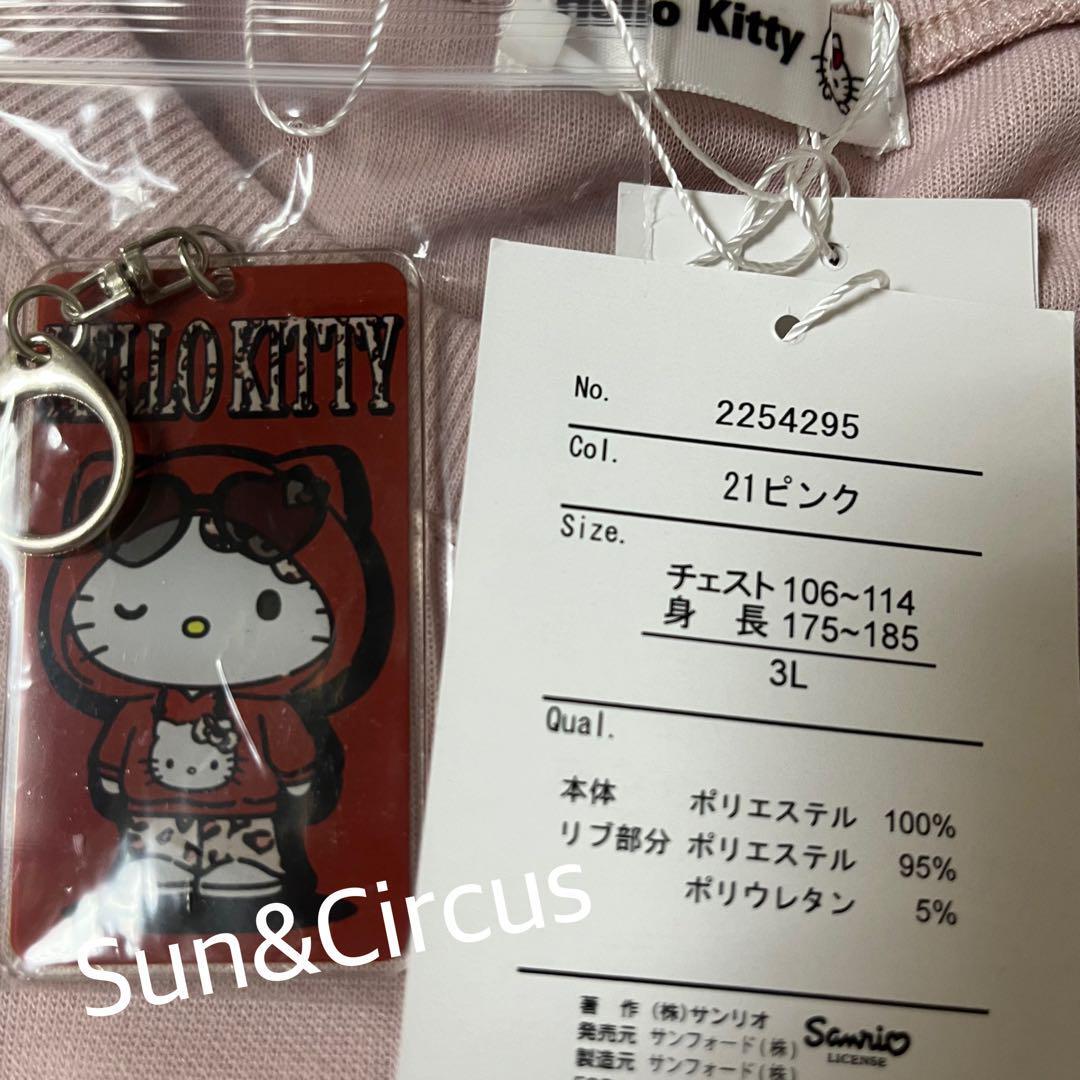 Kitty
HELLO KITTY
No. 2254295
Col. 21ピンク
Size. チェスト 106~114
身 長 175~185
3L
Qual.
本体 ポリエステル 100%
リブ部分 ポリエステル 95%
ポリウレタン 5%
著 作 (株)サンリオ
発売元 サンフォード(株)
製造元 サンフォード(株)
Sanrio
LICENSE
Sun&Circus